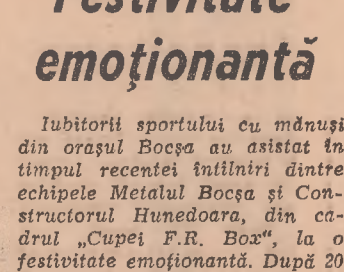 Festivitate
emoționantă
Iubitorii sportului cu mănuși
din orașul Bocșa au asistat în
timpul recentei întîlniri dintre
echipele Metalul Bocșa și Con-
structorul Hunedoara, din ca-
drul „Cupei F.R. Box“, la o
festivitate emoționantă. După 20